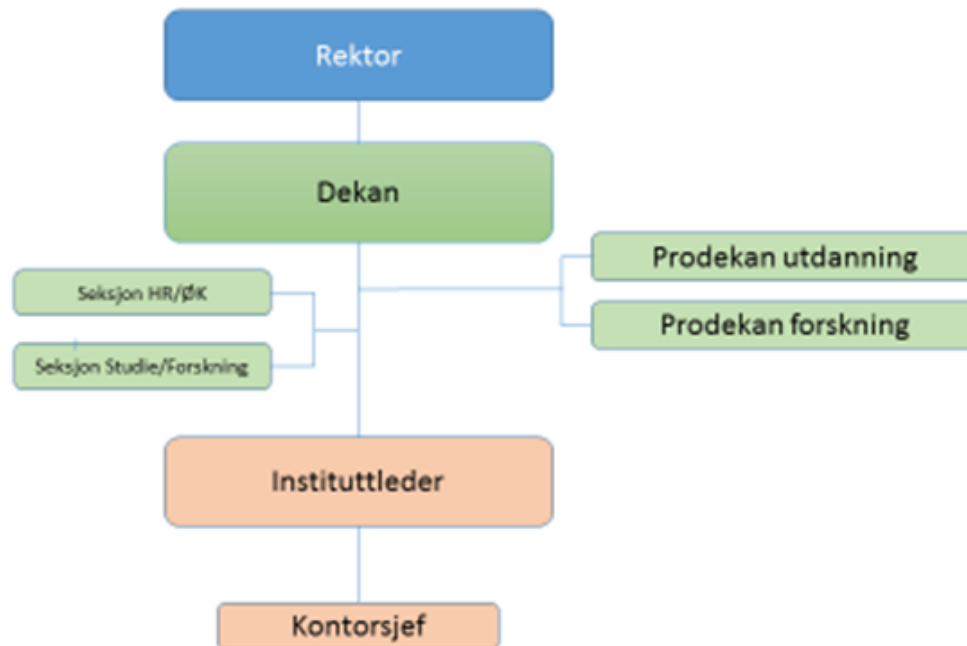 Rektor
Dekan
Prodekan utdanning
Seksjon HR/ØK
Prodekan forskning
Seksjon Studie/Forskning
Instituttleder
Kontorsjef